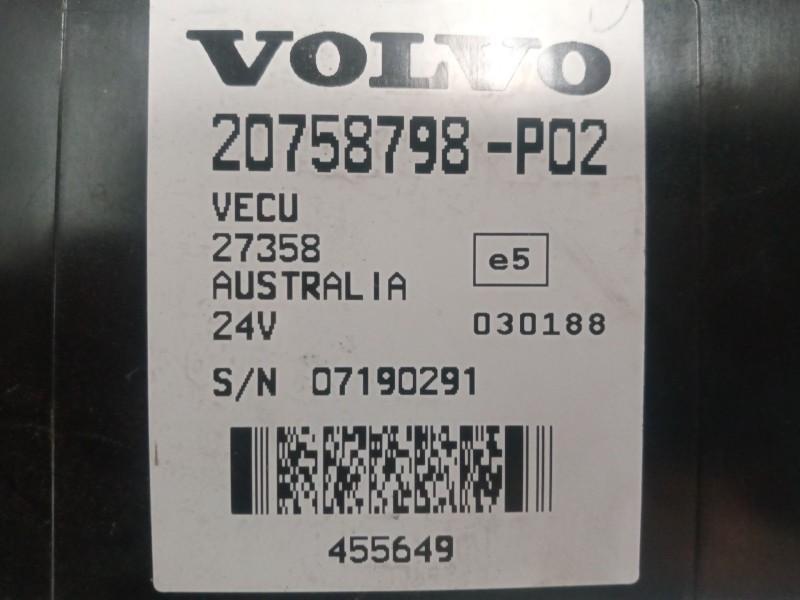 VOLVO
20758798-P02
VECU
27358
e5
AUSTRALIA
24V 030188
S/N 07190291
455649